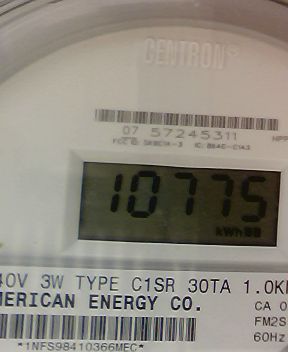 CENTRON®
07 57245311
10775
kWh 88
40V 3W TYPE C1SR 30TA 1.0K
MERICAN ENERGY CO. CA 0
FM2S
60Hz
*1NFS98410366MEC*